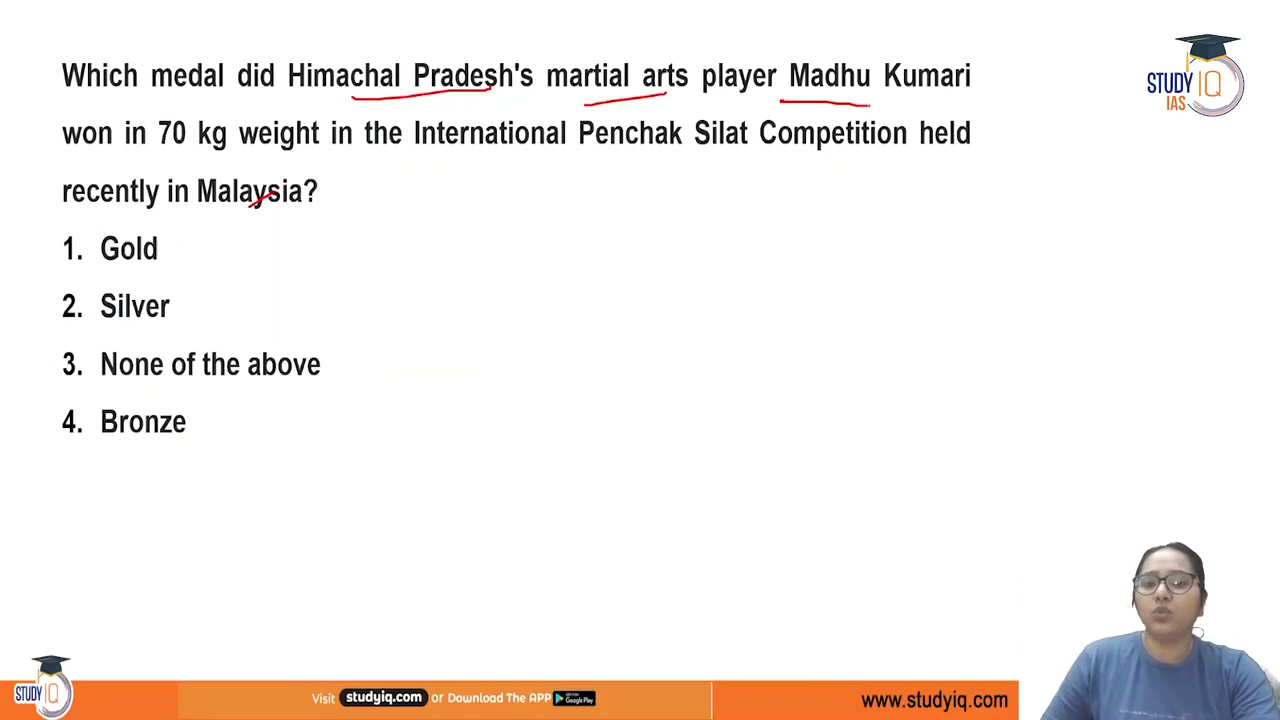 Which medal did Himachal Pradesh's martial arts player Madhu Kumari
won in 70 kg weight in the International Penchak Silat Competition held
recently in Malaysia?
1. Gold
2. Silver
3. None of the above
4. Bronze
STUDY IQ
IAS
STUDY IQ
Visit studyiq.com or Download The APP
Google Play
www.studyiq.com